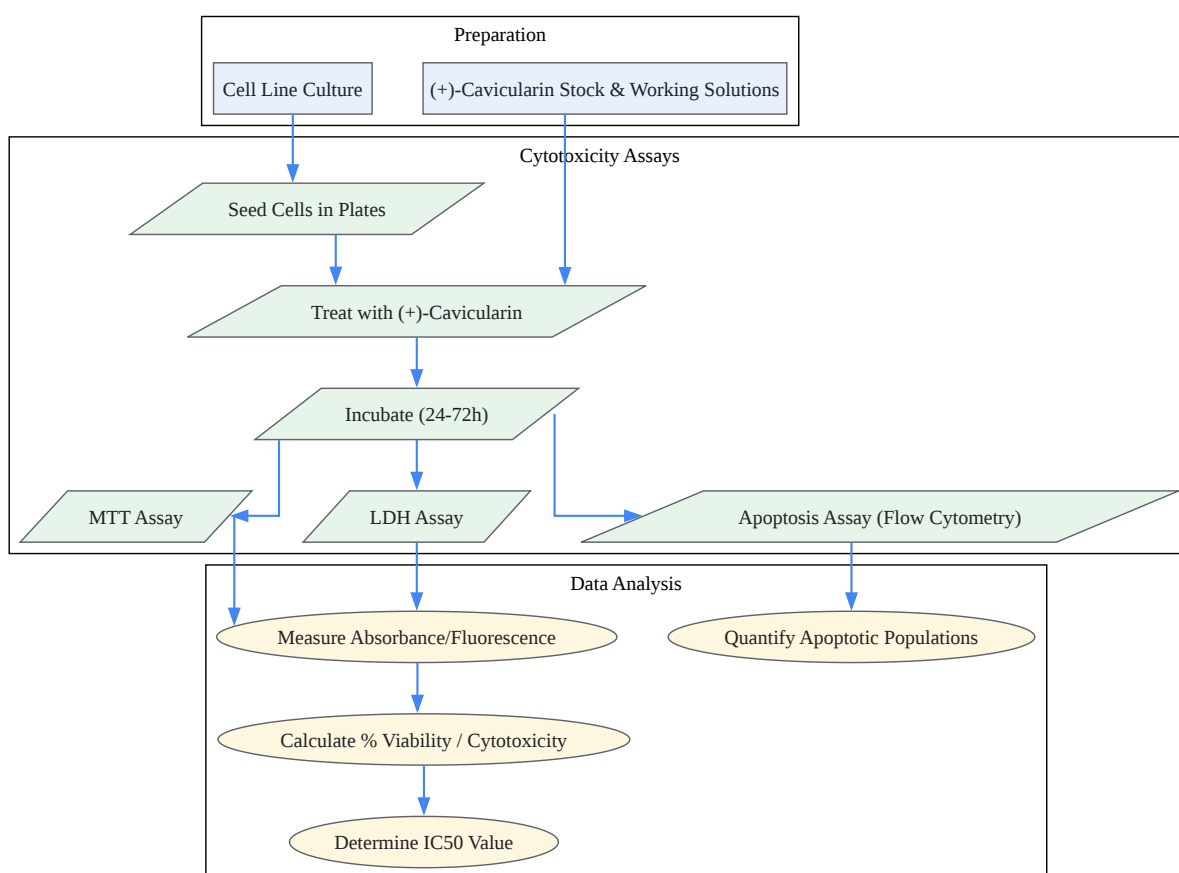 Preparation
Cell Line Culture
(+)-Cavicularin Stock & Working Solutions
Cytotoxicity Assays
Seed Cells in Plates
Treat with (+)-Cavicularin
Incubate (24-72h)
MTT Assay
LDH Assay
Apoptosis Assay (Flow Cytometry)
Data Analysis
Measure Absorbance/Fluorescence
Quantify Apoptotic Populations
Calculate % Viability / Cytotoxicity
Determine IC50 Value